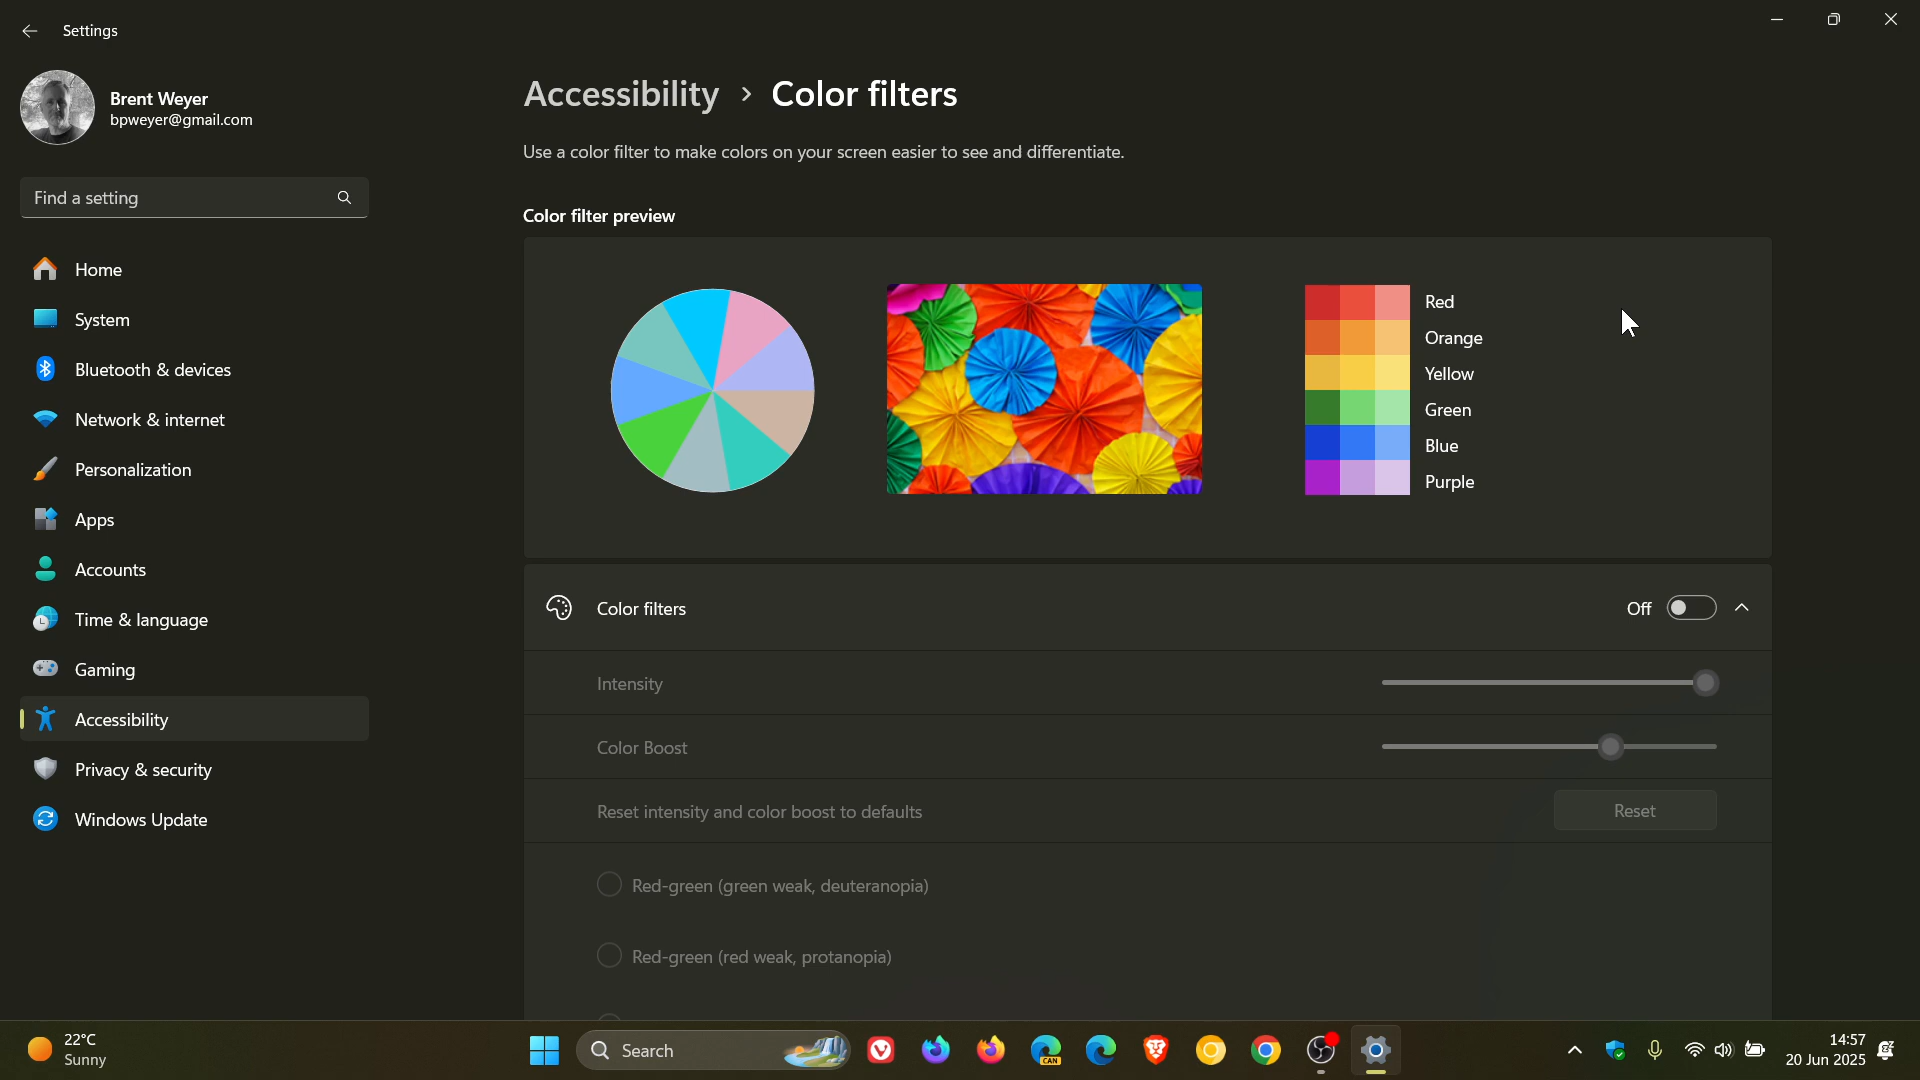 Settings
Brent Weyer
bpweyer@gmail.com
Find a setting
Home
System
Bluetooth & devices
Network & internet
Personalization
Apps
Accounts
Time & language
Gaming
Accessibility
Privacy & security
Windows Update
Accessibility > Color filters
Use a color filter to make colors on your screen easier to see and differentiate.
Color filter preview
Red
Orange
Yellow
Green
Blue
Purple
Color filters
Off
Intensity
Color Boost
Reset intensity and color boost to defaults
Reset
Red-green (green weak, deuteranopia)
Red-green (red weak, protanopia)
22°C
Sunny
Search
CAN
14:57
20 Jun 2025